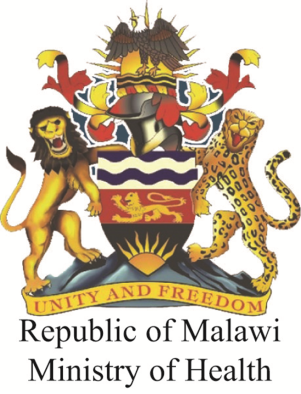 UNITY AND FREEDOM
Republic of Malawi
Ministry of Health